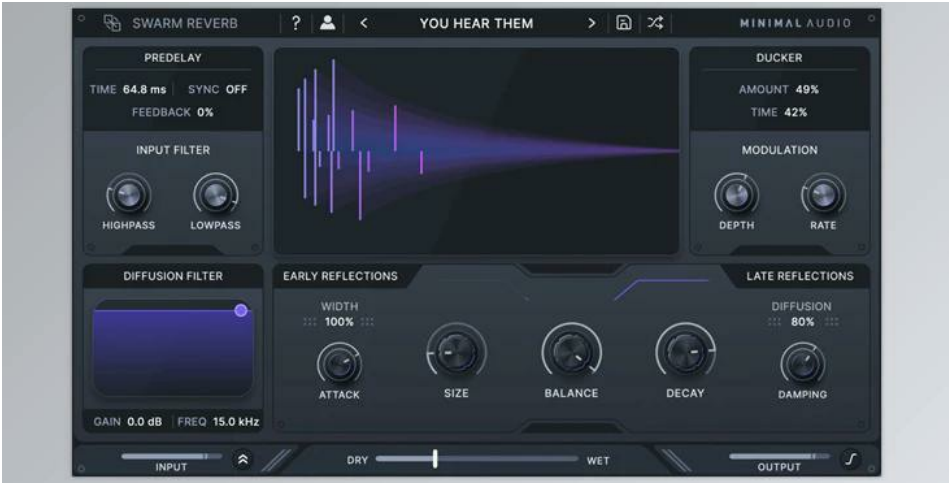 SWARM REVERB ? < YOU HEAR THEM > MINIMAL AUDIO
PREDELAY
TIME 64.8 ms SYNC OFF
FEEDBACK 0%
INPUT FILTER
HIGHPASS LOWPASS
DUCKER
AMOUNT 49%
TIME 42%
MODULATION
DEPTH RATE
DIFFUSION FILTER
GAIN 0.0 dB FREQ 15.0 kHz
EARLY REFLECTIONS LATE REFLECTIONS
WIDTH
100%
DIFFUSION
80%
ATTACK SIZE BALANCE DECAY DAMPING
INPUT DRY WET OUTPUT